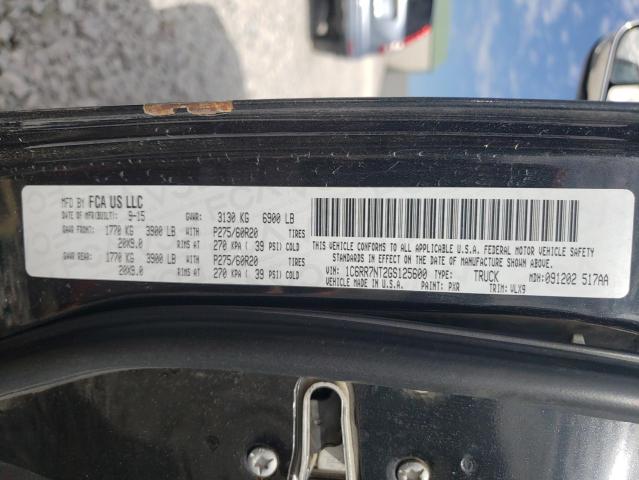 MFD BY FCA US LLC
DATE OF MFR(BUILT): 9-15 GVWR: 3130 KG 6900 LB
GAWR FRONT: 1770 KG 3900 LB WITH P275/60R20 TIRES
20X9.0 RIMS AT 270 KPA ( 39 PSI) COLD
GAWR REAR: 1770 KG 3900 LB WITH P275/60R20 TIRES
20X9.0 RIMS AT 270 KPA ( 39 PSI) COLD
THIS VEHICLE CONFORMS TO ALL APPLICABLE U.S.A. FEDERAL MOTOR VEHICLE SAFETY
STANDARDS IN EFFECT ON THE DATE OF MANUFACTURE SHOWN ABOVE.
VIN: 1C6RR7NT2GS125600 TYPE: TRUCK MDH: 091202 517AA
VEHICLE MADE IN U.S.A. PAINT: PXR TRIM: VLX9